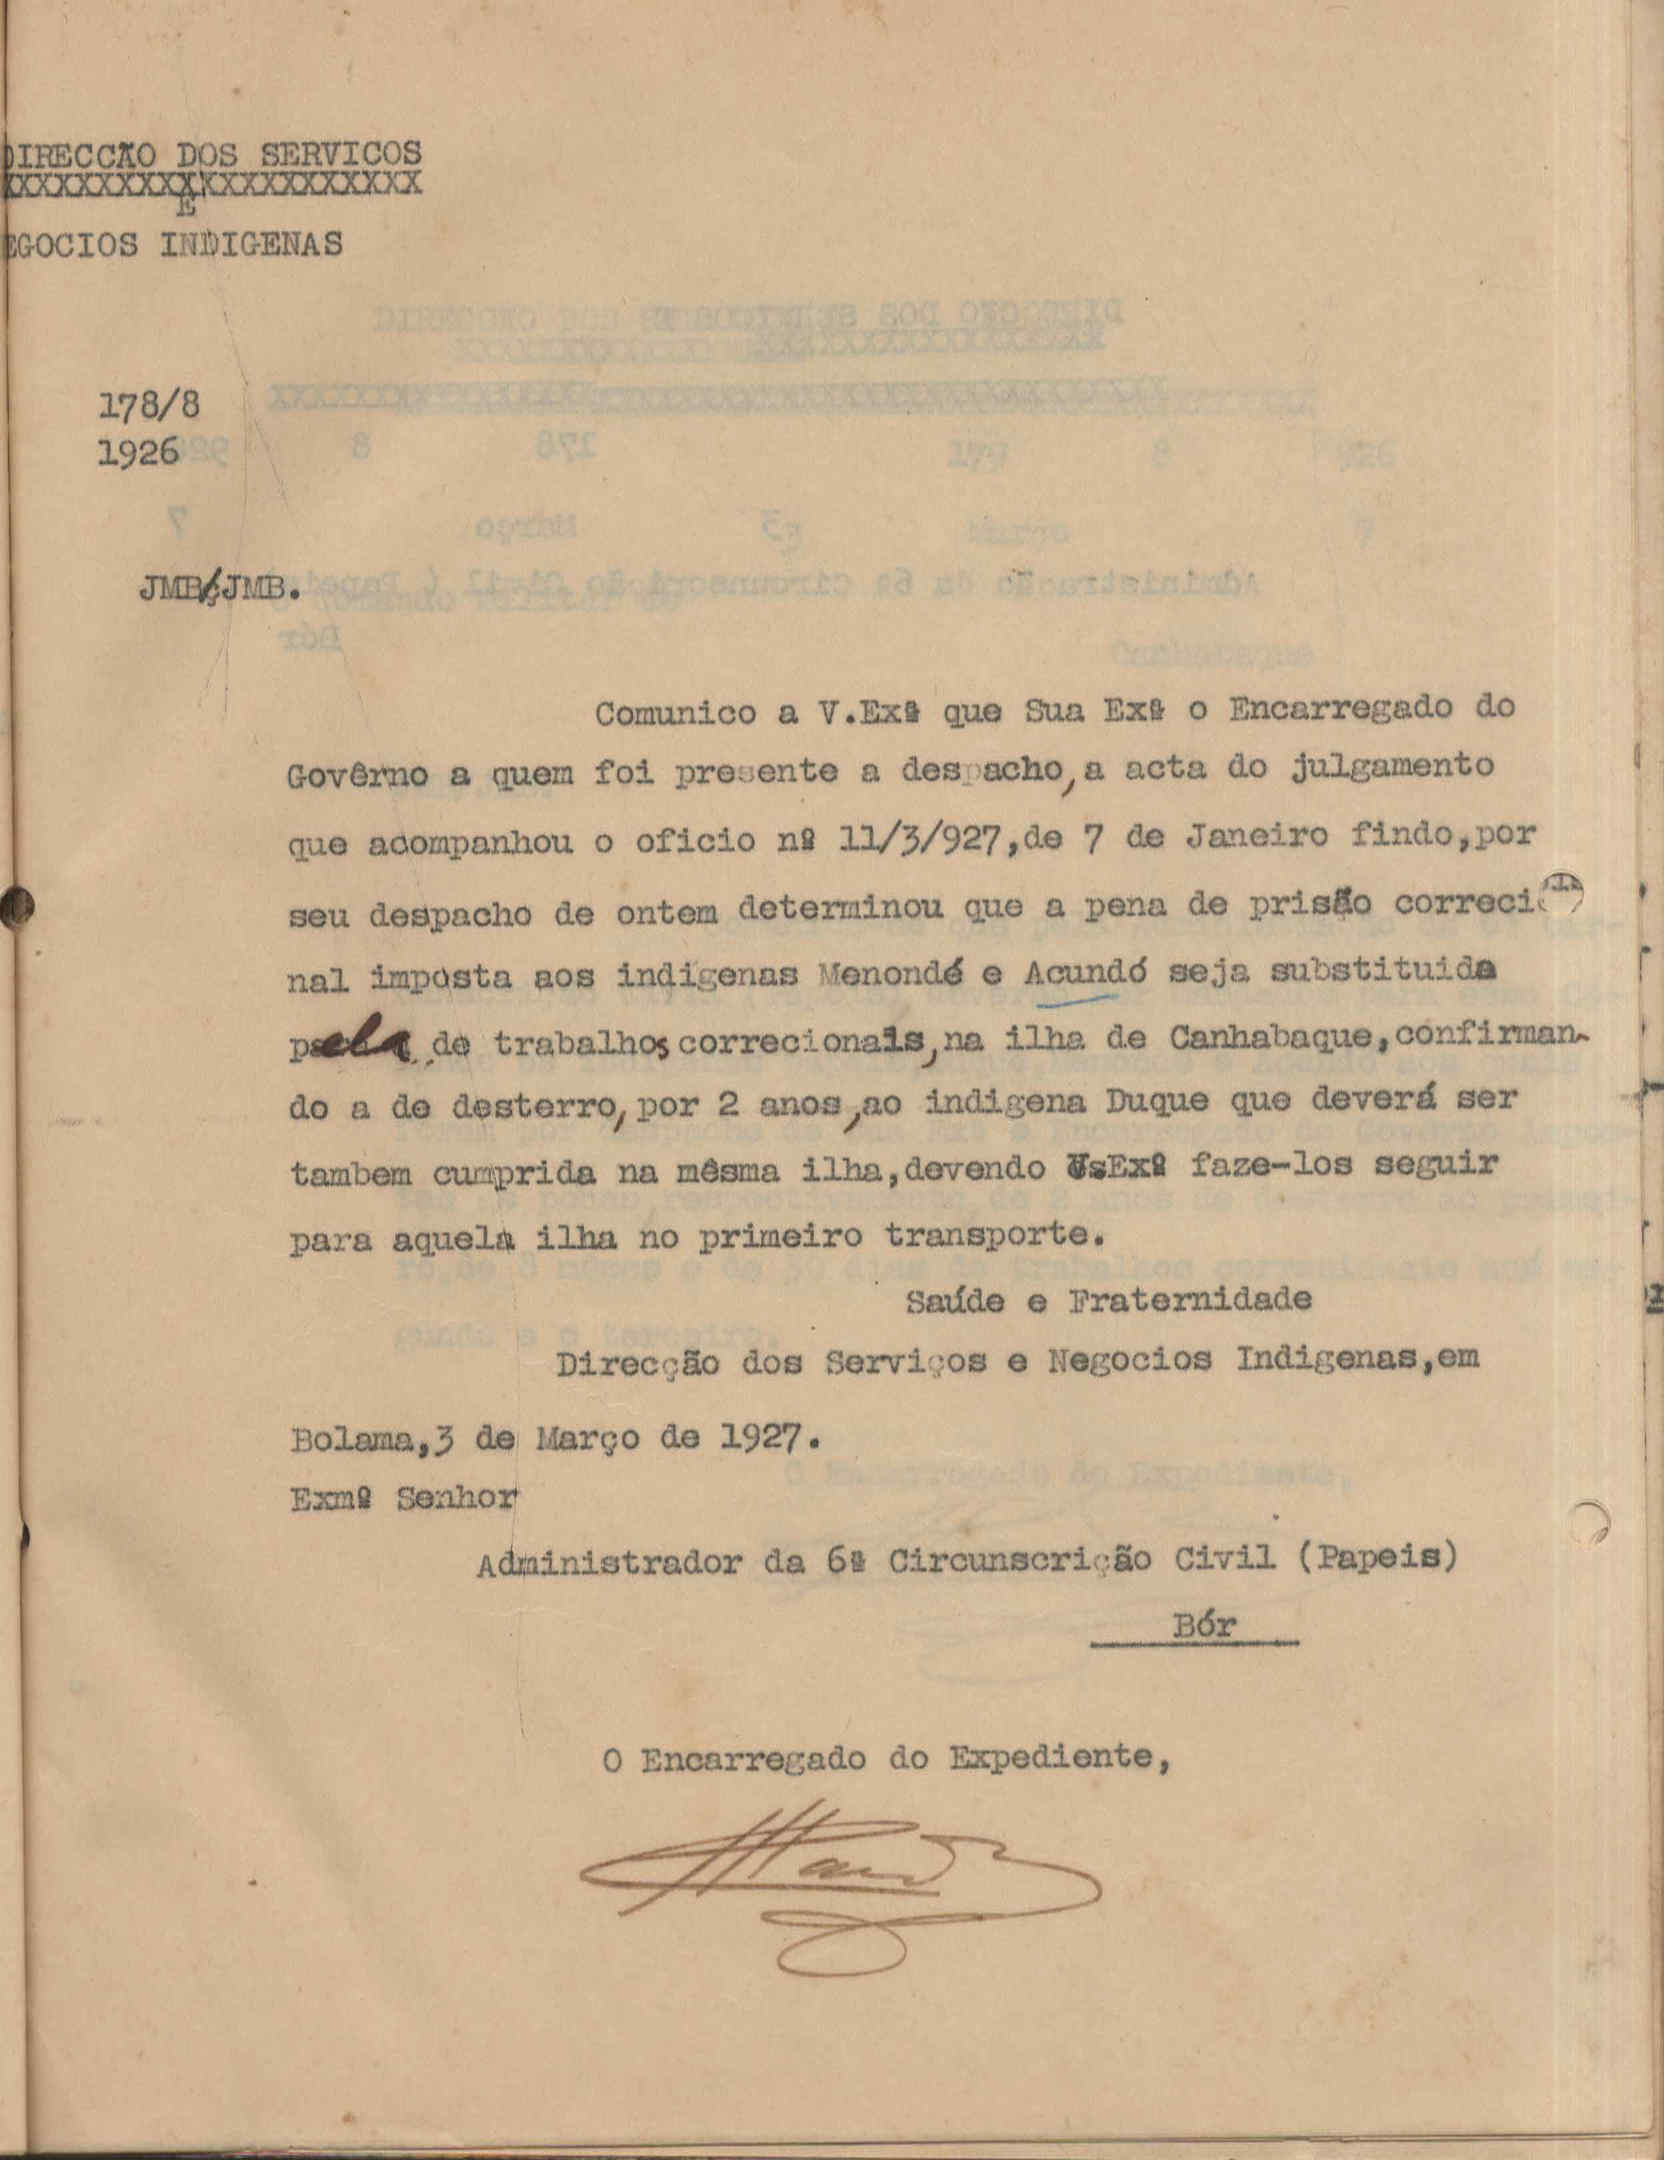 DIRECCÃO DOS SERVICOS
XXXXXXXXXXXXXXXXXXXX
E
EGOCIOS INDIGENAS
178/8
1926
JMB/JMB.
Comunico a V.Exª que Sua Exª o Encarregado do
Govêrno a quem foi presente a despacho, a acta do julgamento
que acompanhou o oficio nº 11/3/927, de 7 de Janeiro findo, por
seu despacho de ontem determinou que a pena de prisão correcio
nal imposta aos indígenas Menondé e Acundó seja substituida
pela de trabalhos correcionais, na ilha de Canhabaque, confirman-
do a de desterro, por 2 anos, ao indigena Duque que deverá ser
tambem cumprida na mêsma ilha, devendo V.Exª faze-los seguir
para aquela ilha no primeiro transporte.
Saúde e Fraternidade
Direcção dos Serviços e Negocios Indigenas, em
Bolama, 3 de Março de 1927.
Exmº Senhor
Administrador da 6ª Circunscrição Civil (Papeis)
Bór
O Encarregado do Expediente,